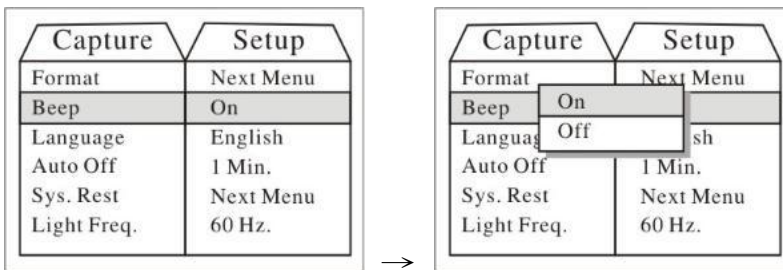 Capture Setup
Format Next Menu
Beep On
Language English
Auto Off 1 Min.
Sys. Rest Next Menu
Light Freq. 60 Hz.
→
Capture Setup
Format Next Menu
Beep On
Off
Languag sh
Auto Off 1 Min.
Sys. Rest Next Menu
Light Freq. 60 Hz.